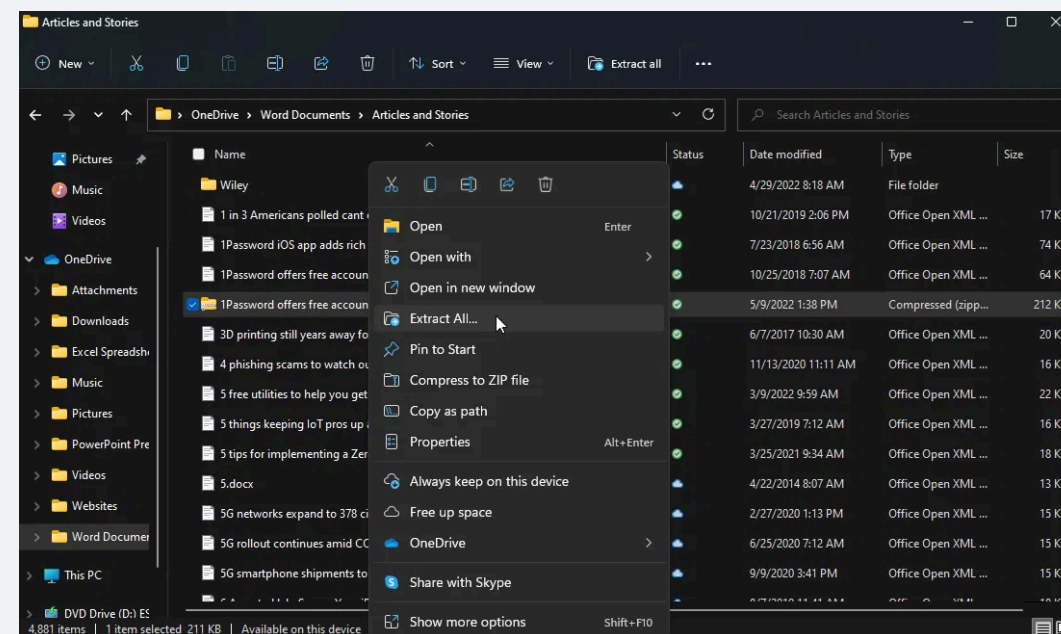 Articles and Stories
New
Sort
View
Extract all
OneDrive > Word Documents > Articles and Stories
Search Articles and Stories
Pictures
Music
Videos
OneDrive
Attachments
Downloads
Excel Spreadsh
Music
Pictures
PowerPoint Pre
Videos
Websites
Word Documen
This PC
DVD Drive (D:) ES
Name Status Date modified Type Size
Wiley 4/29/2022 8:18 AM File folder
1 in 3 Americans polled cant 10/21/2019 2:06 PM Office Open XML ... 17 K
1Password iOS app adds rich 7/23/2018 6:56 AM Office Open XML ... 74 K
1Password offers free accoun 10/25/2018 7:07 AM Office Open XML ... 64 K
1Password offers free accoun 5/9/2022 1:38 PM Compressed (zipp... 212 K
3D printing still years away fo 6/7/2017 10:30 AM Office Open XML ... 20 K
4 phishing scams to watch ou 11/13/2020 11:11 AM Office Open XML ... 16 K
5 free utilities to help you get 3/9/2022 9:59 AM Office Open XML ... 22 K
5 things keeping IoT pros up 3/27/2019 7:12 AM Office Open XML ... 16 K
5 tips for implementing a Zer 3/25/2021 9:34 AM Office Open XML ... 18 K
5.docx 4/22/2014 8:07 AM Office Open XML ... 13 K
5G networks expand to 378 ci 2/27/2020 1:13 PM Office Open XML ... 15 K
5G rollout continues amid CC 6/25/2020 7:12 AM Office Open XML ... 15 K
5G smartphone shipments to 9/9/2020 3:41 PM Office Open XML ... 15 K
Open Enter
Open with
Open in new window
Extract All...
Pin to Start
Compress to ZIP file
Copy as path
Properties Alt+Enter
Always keep on this device
Free up space
OneDrive
Share with Skype
Show more options Shift+F10
4,881 items | 1 item selected 211 KB | Available on this device